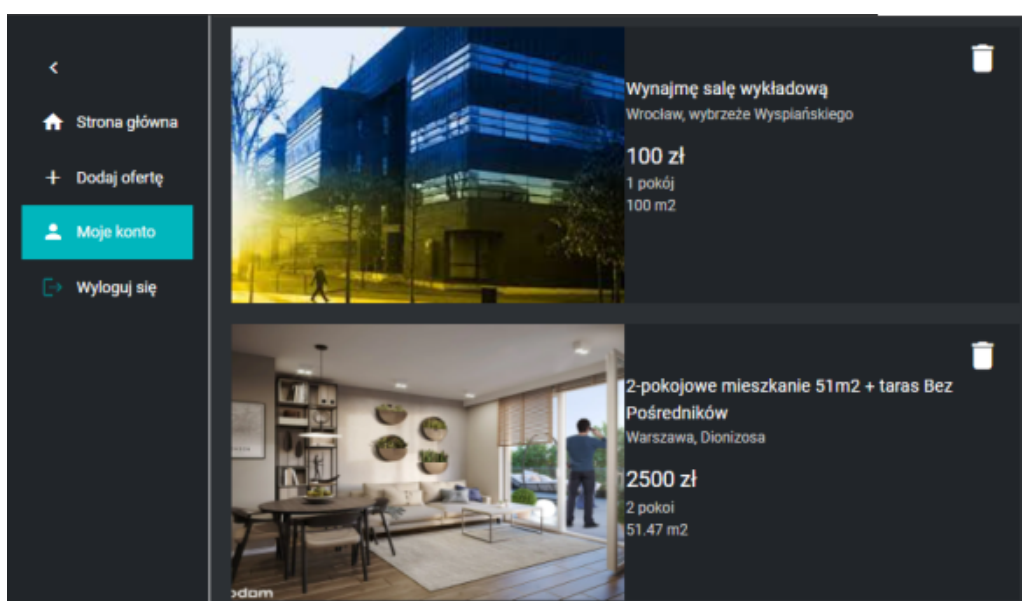 Strona główna
Dodaj ofertę
Moje konto
Wyloguj się
Wynajmę salę wykładową
Wrocław, wybrzeże Wyspiańskiego
100 zł
1 pokój
100 m2
2-pokojowe mieszkanie 51m2 + taras Bez
Pośredników
Warszawa, Dionizosa
2500 zł
2 pokoi
51.47 m2